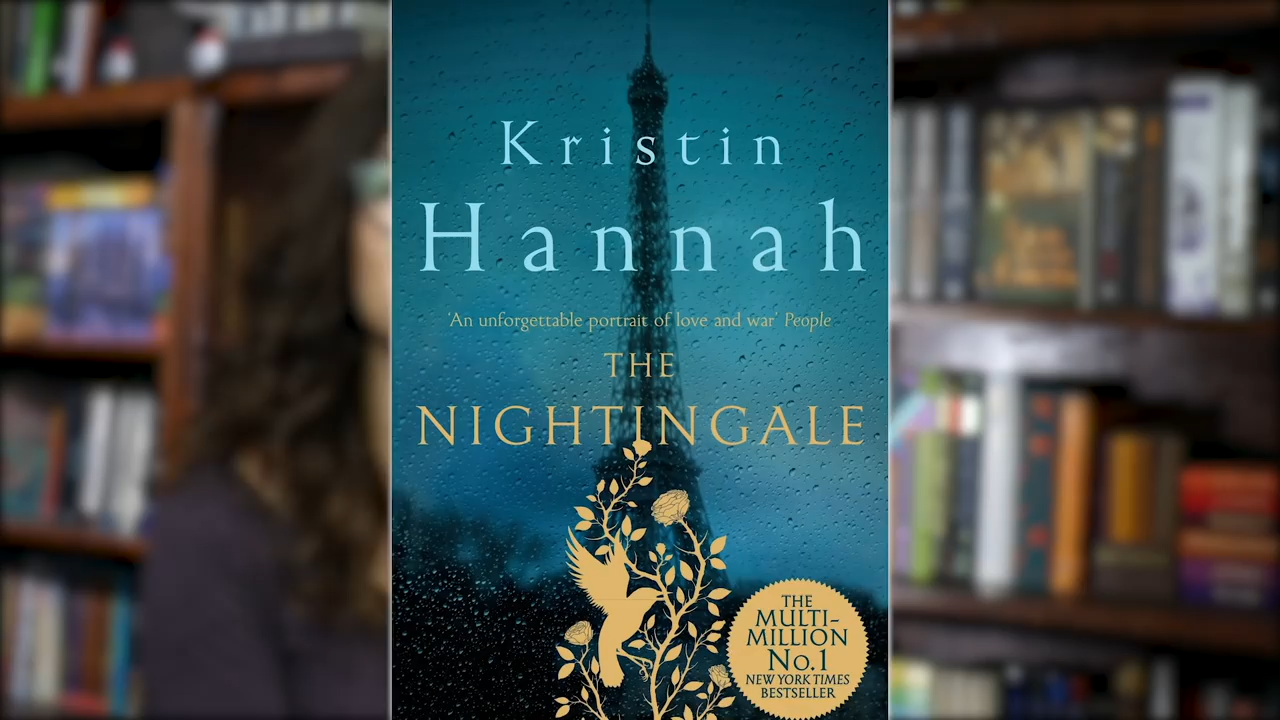 Kristin
Hannah
'An unforgettable portrait of love and war' People
THE
NIGHTINGALE
THE
MULTI-
MILLION
No.1
NEW YORK TIMES
BESTSELLER